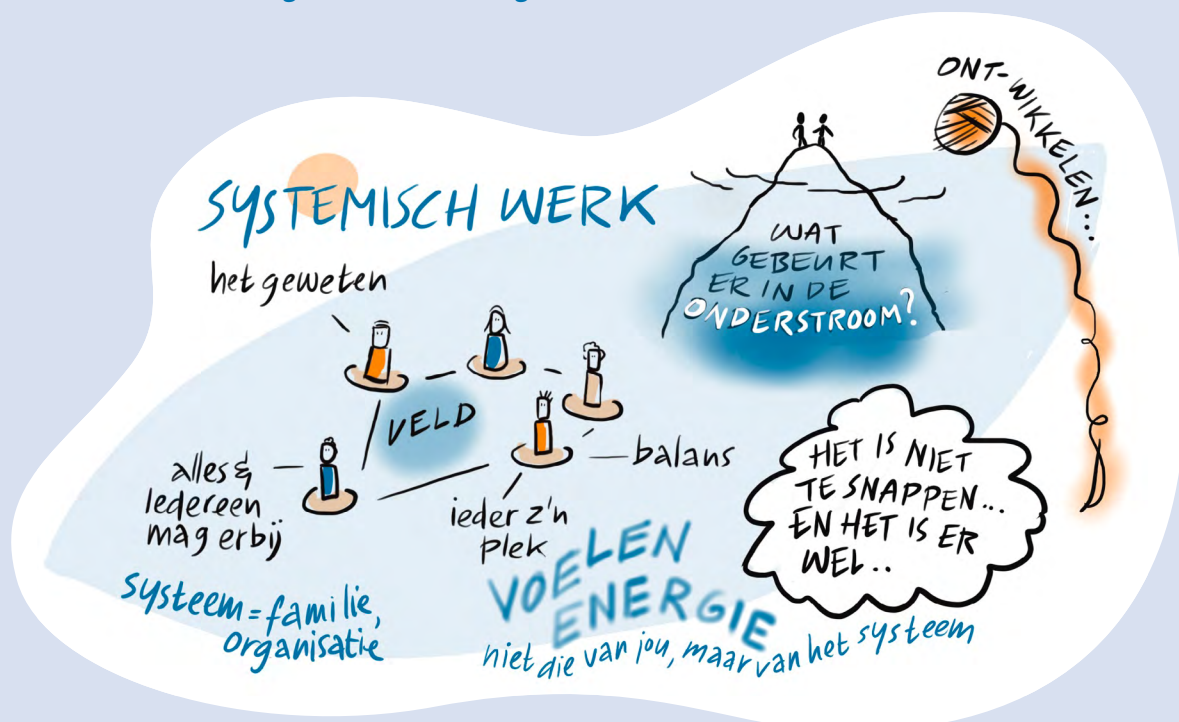 SYSTEMISCH WERK
het geweten
VELD
alles &
Iedereen
mag erbij
balans
ieder z'n
plek
systeem = familie,
organisatie
VOELEN
ENERGIE
niet die van jou, maar van het systeem
WAT
GEBEURT
ER IN DE
ONDERSTROOM?
ONT-WIKKELEN...
HET IS NIET
TE SNAPPEN...
EN HET IS ER
WEL..